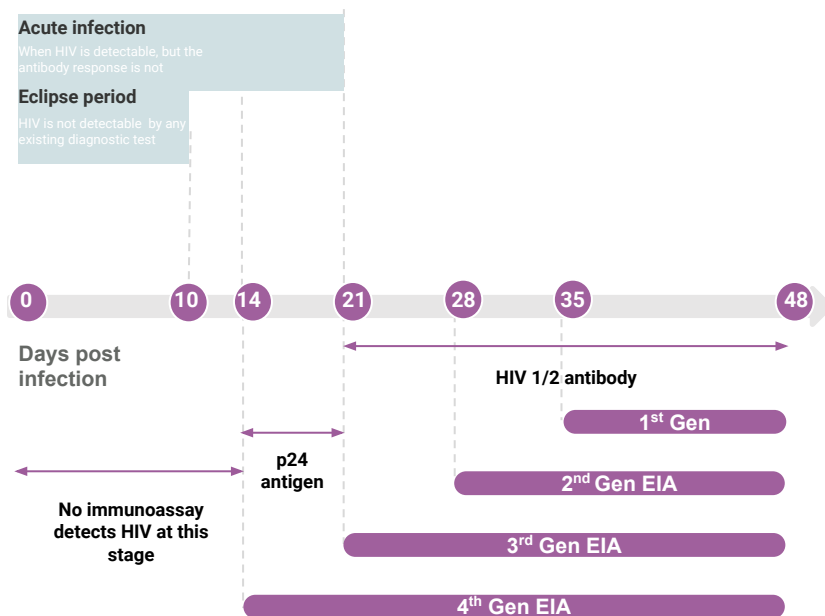 Acute infection
When HIV is detectable, but the
antibody response is not
Eclipse period
HIV is not detectable by any
existing diagnostic test
0
10
14
21
28
35
48
Days post
infection
HIV 1/2 antibody
1st Gen
p24
antigen
2nd Gen EIA
No immunoassay
detects HIV at this
stage
3rd Gen EIA
4th Gen EIA